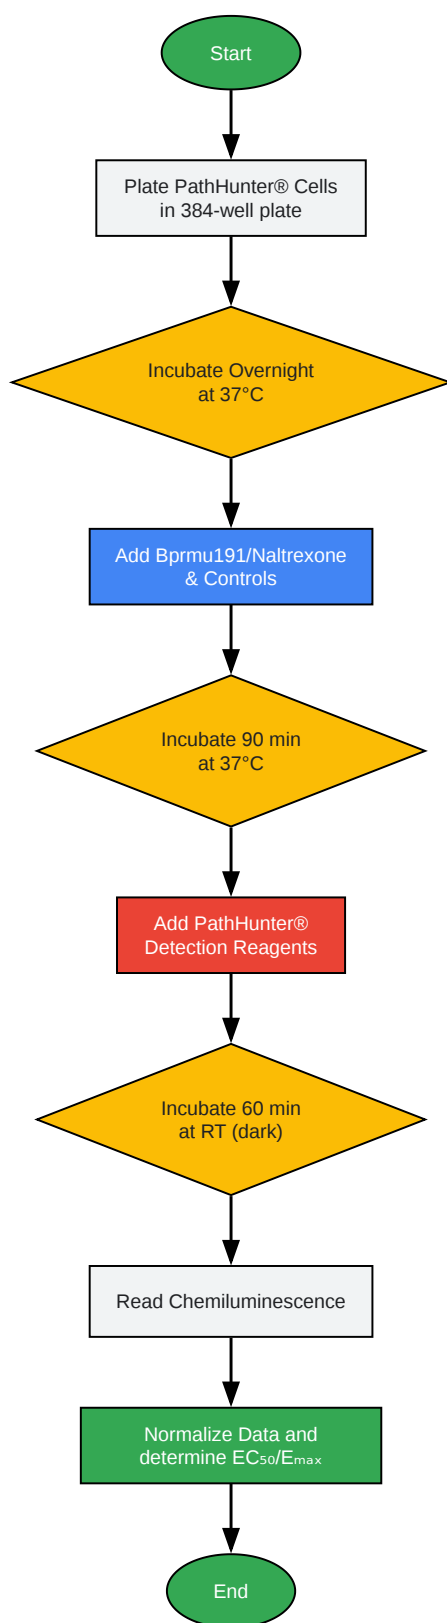 Start
Plate PathHunter® Cells
in 384-well plate
Incubate Overnight
at 37°C
Add Bprmu191/Naltrexone
& Controls
Incubate 90 min
at 37°C
Add PathHunter®
Detection Reagents
Incubate 60 min
at RT (dark)
Read Chemiluminescence
Normalize Data and
determine EC₅₀/Eₘₐₓ
End